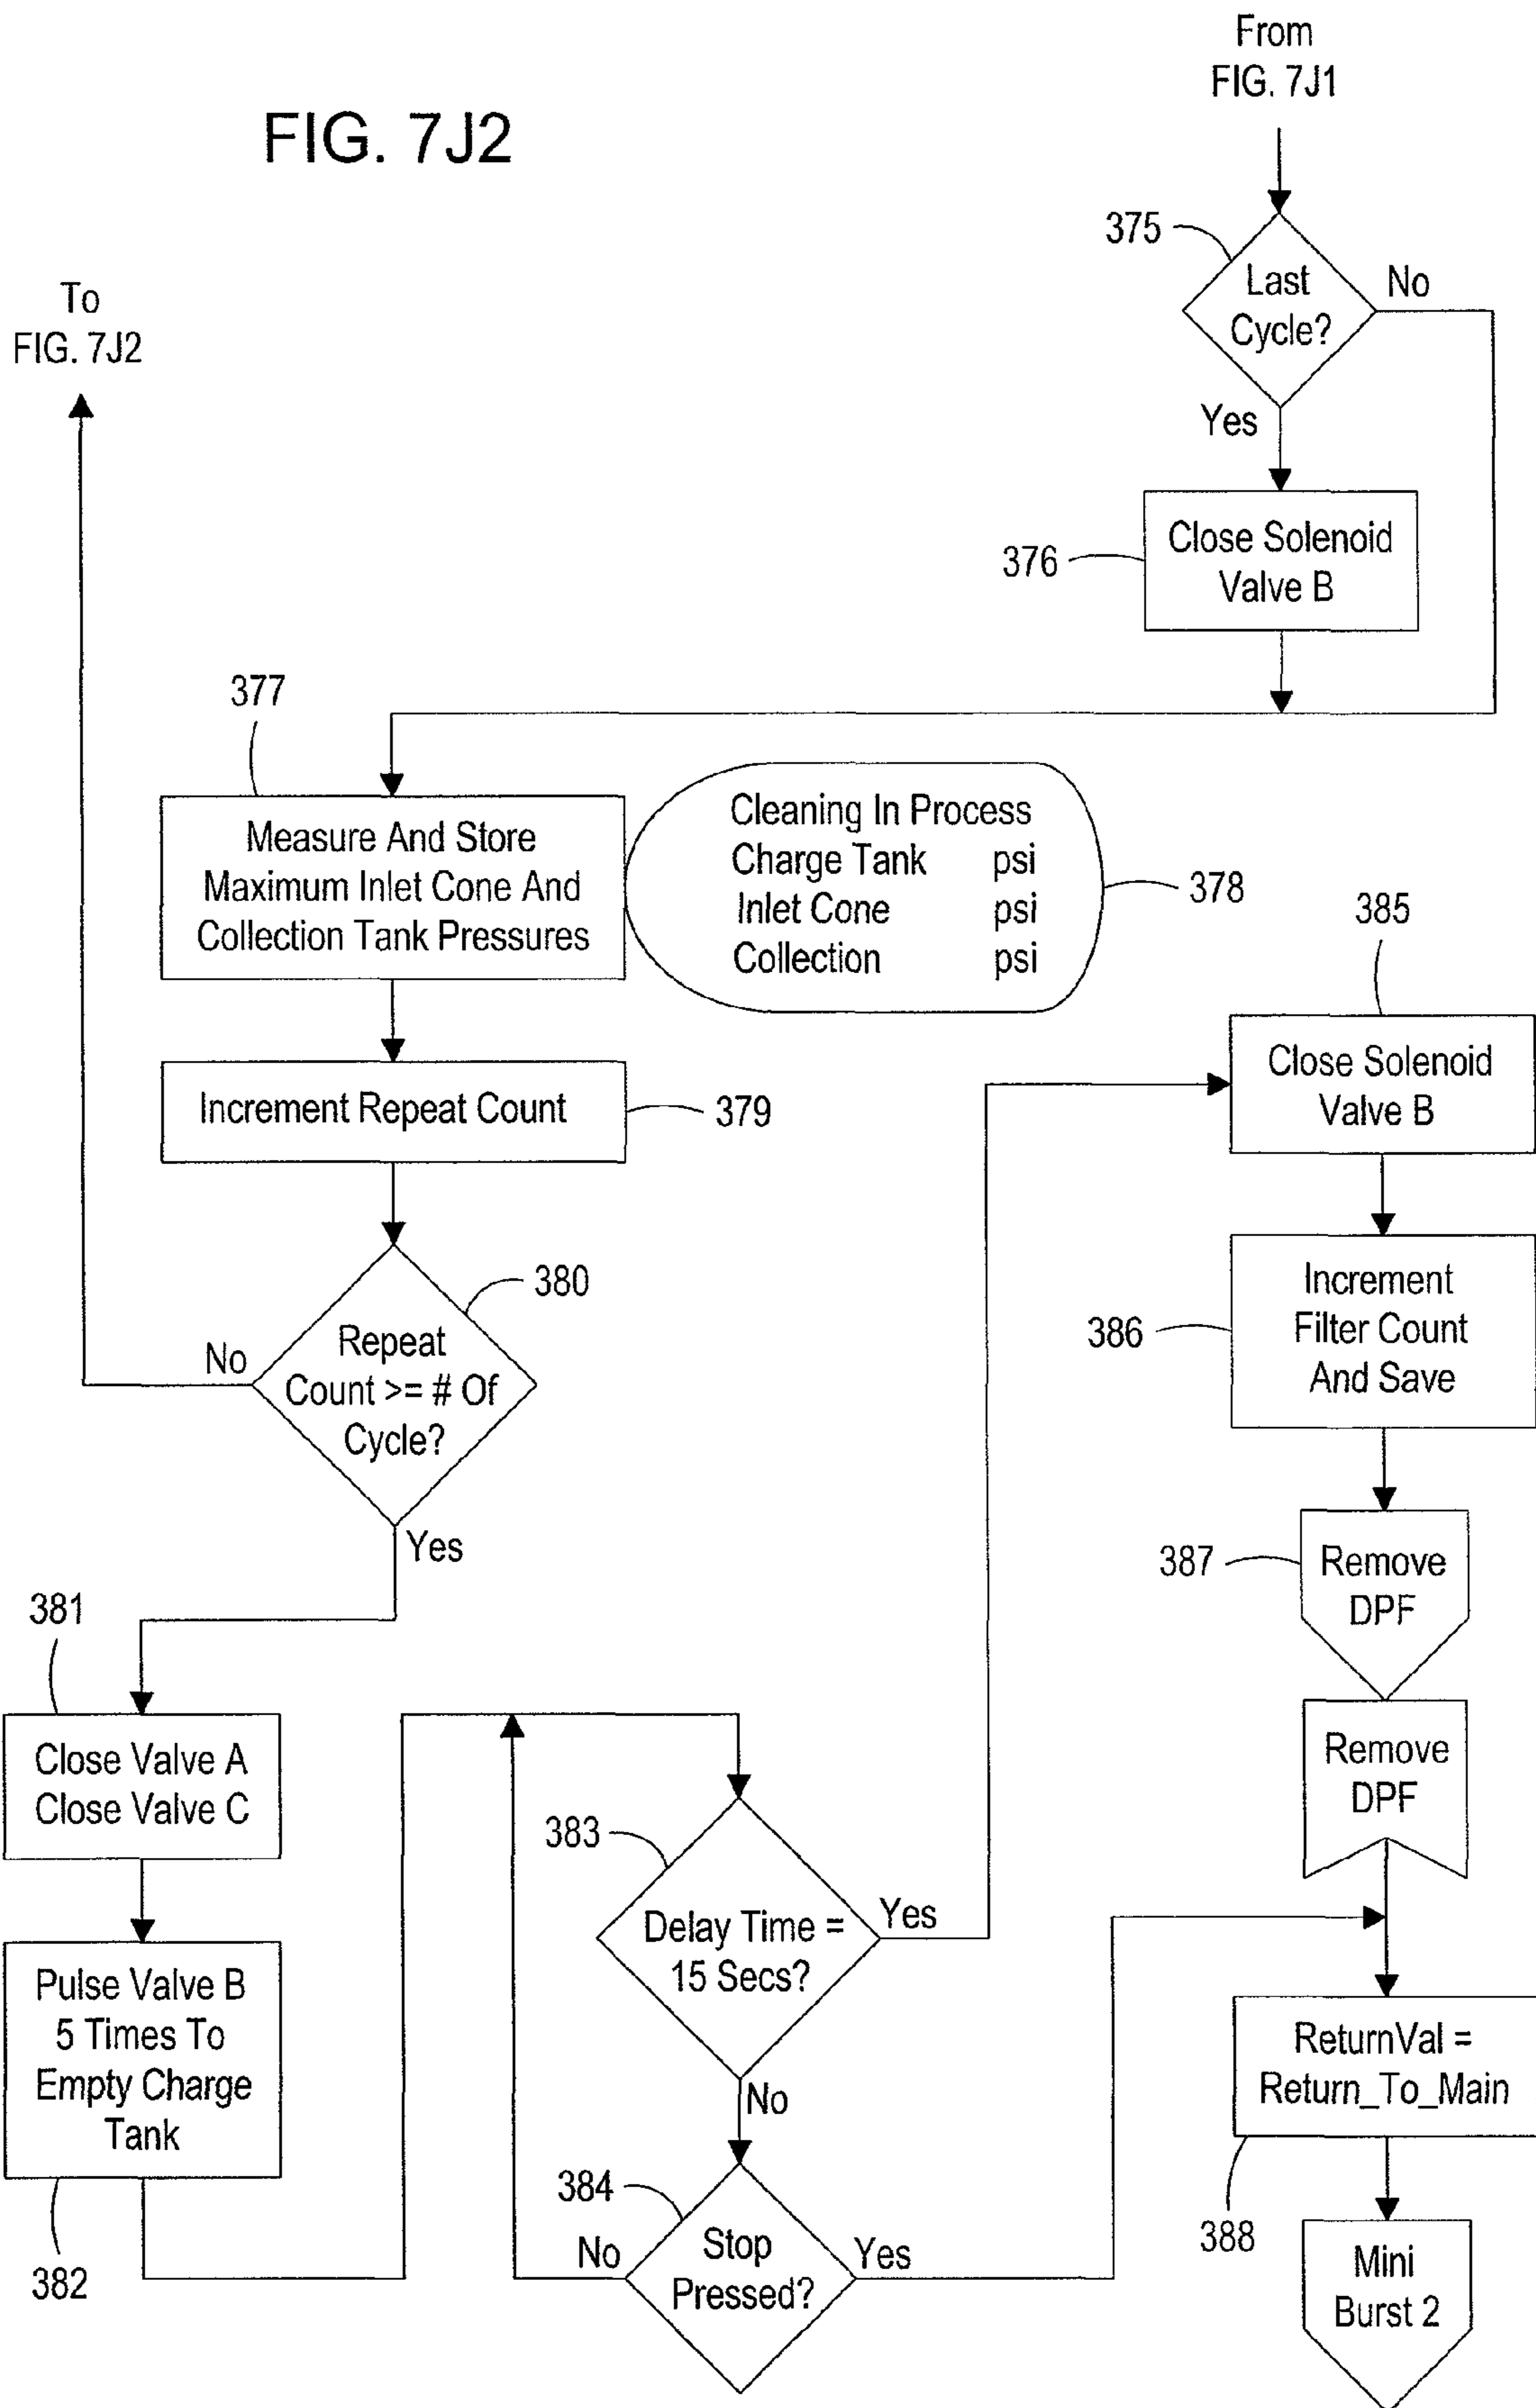 From
FIG. 7J1
FIG. 7J2
375
Last
Cycle?
No
Yes
To
FIG. 7J2
376
Close Solenoid
Valve B
377
Measure And Store
Maximum Inlet Cone And
Collection Tank Pressures
Cleaning In Process
Charge Tank psi
Inlet Cone psi
Collection psi
378
379
Increment Repeat Count
380
Repeat
Count >= # Of
Cycle?
No
Yes
381
Close Valve A
Close Valve C
Pulse Valve B
5 Times To
Empty Charge
Tank
382
383
Delay Time =
15 Secs?
Yes
No
384
Stop
Pressed?
No
Yes
385
Close Solenoid
Valve B
386
Increment
Filter Count
And Save
387
Remove
DPF
Remove
DPF
ReturnVal =
Return_To_Main
388
Mini
Burst 2